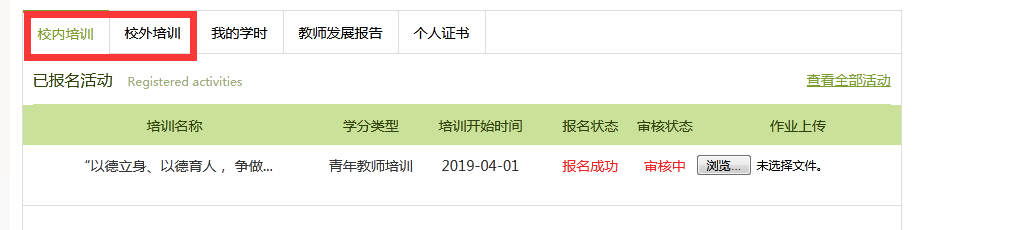 校内培训 校外培训 我的学时 教师发展报告 个人证书
已报名活动 Registered activities 查看全部活动
培训名称 学分类型 培训开始时间 报名状态 审核状态 作业上传
“以德立身、以德育人，争做... 青年教师培训 2019-04-01 报名成功 审核中 浏览... 未选择文件。